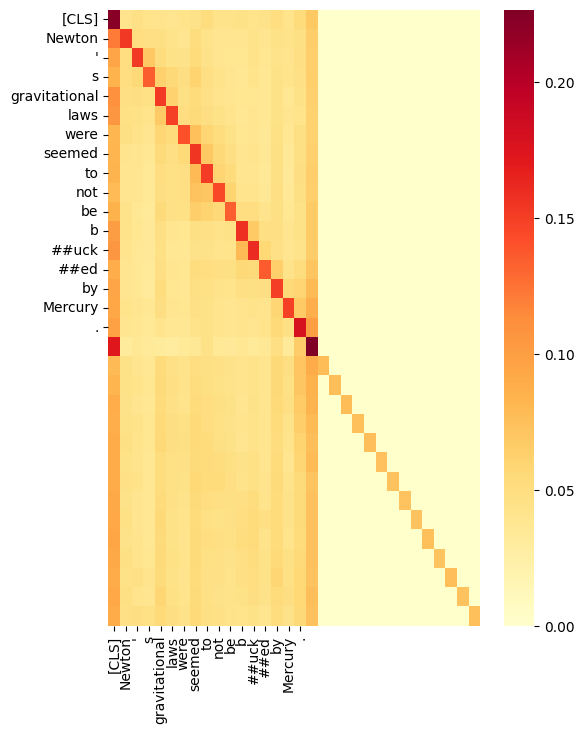 [CLS]
Newton
'
s
gravitational
laws
were
seemed
to
not
be
b
##uck
##ed
by
Mercury
.
0.20
0.15
0.10
0.05
0.00
[CLS]
Newton
'
s
gravitational
laws
were
seemed
to
not
be
b
##uck
##ed
by
Mercury
.